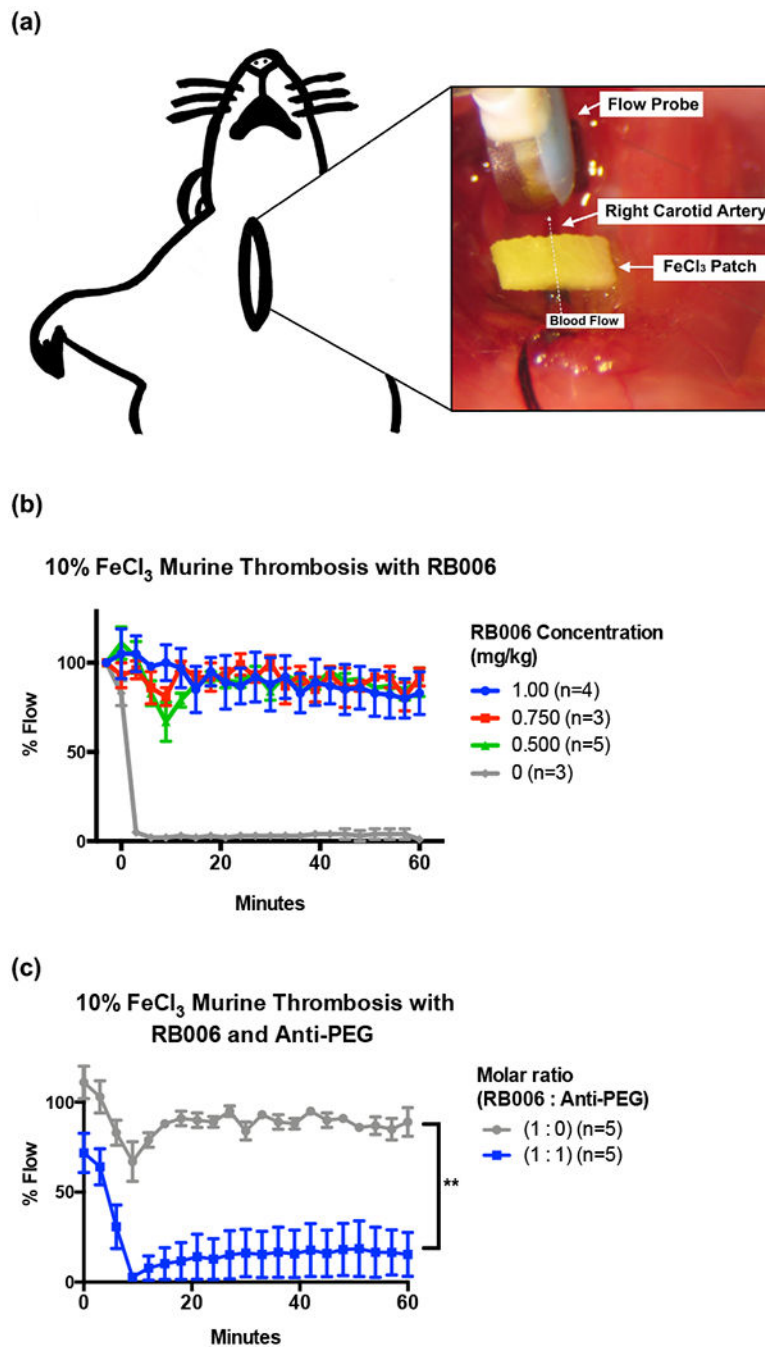 (a)
Flow Probe
Right Carotid Artery
FeCl₃ Patch
Blood Flow
(b)
10% FeCl₃ Murine Thrombosis with RB006
% Flow
100
50
0
0
20
40
60
Minutes
RB006 Concentration
(mg/kg)
1.00 (n=4)
0.750 (n=3)
0.500 (n=5)
0 (n=3)
(c)
10% FeCl₃ Murine Thrombosis with
RB006 and Anti-PEG
% Flow
100
50
0
0
20
40
60
Minutes
**
Molar ratio
(RB006 : Anti-PEG)
(1 : 0) (n=5)
(1 : 1) (n=5)